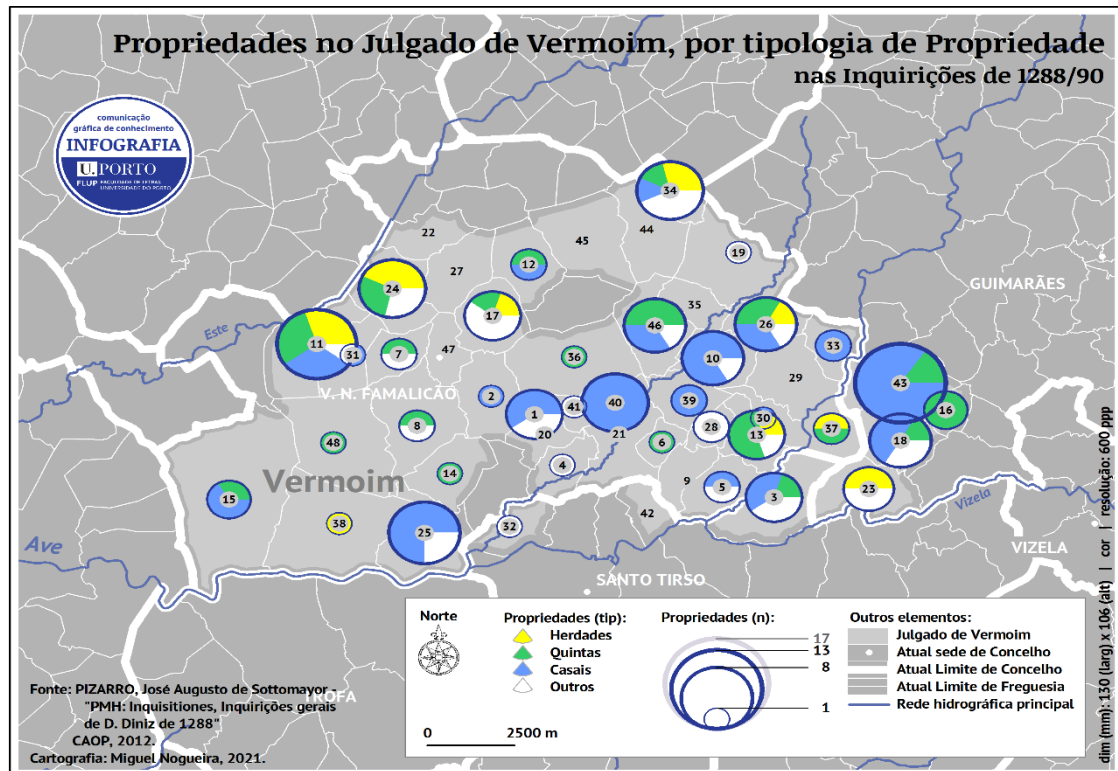 Propriedades no Julgado de Vermoim, por tipologia de Propriedade
nas Inquirições de 1288/90
comunicação
gráfica de conhecimento
INFOGRAFIA
U. PORTO
FLUP FACULDADE DE LETRAS
UNIVERSIDADE DO PORTO
34
22
45
44
19
27
12
GUIMARÃES
24
35
Este
17
46
26
11
31
7
47
36
10
33
29
43
V. N. FAMALICÃO
2
1
41
40
39
16
8
20
21
28
30
13
37
18
48
6
Vermoim
14
4
9
5
3
23
15
42
Vizela
38
25
32
Ave
VIZELA
SANTO TIRSO
TROFA
Norte
Propriedades (tip):
Herdades
Quintas
Casais
Outros
0 2500 m
Propriedades (n):
17
13
8
1
Outros elementos:
Julgado de Vermoim
Atual sede de Concelho
Atual Limite de Concelho
Atual Limite de Freguesia
Rede hidrográfica principal
Fonte: PIZARRO, José Augusto de Sottomayor -
"PMH: Inquisitiones, Inquirições gerais
de D. Diniz de 1288"
CAOP, 2012.
Cartografia: Miguel Nogueira, 2021.
dim (mm): 130 (larg) x 106 (alt) | cor | resolução: 600 ppp